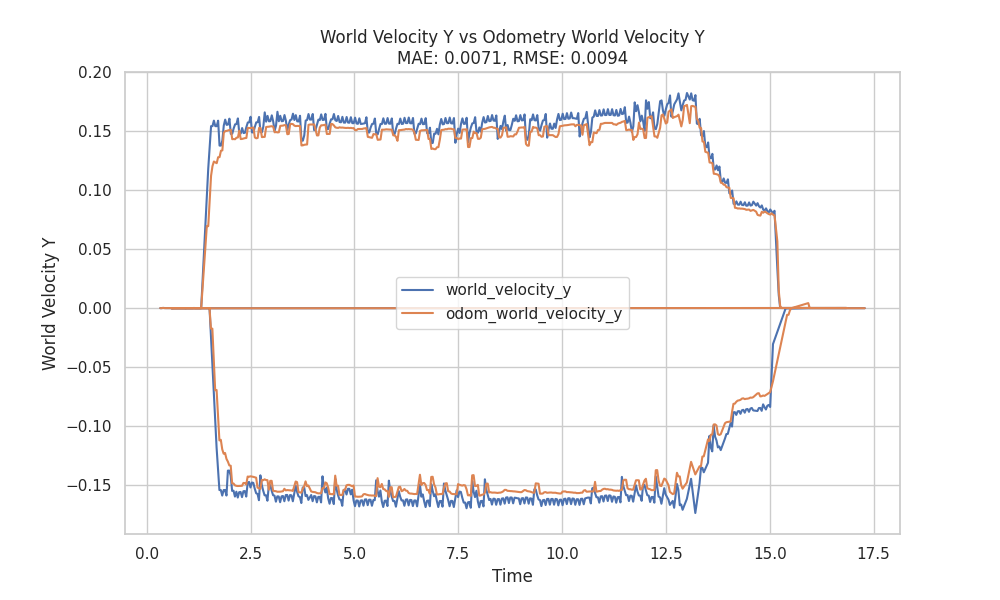 World Velocity Y vs Odometry World Velocity Y
MAE: 0.0071, RMSE: 0.0094
World Velocity Y
0.20
0.15
0.10
0.05
0.00
−0.05
−0.10
−0.15
world_velocity_y
odom_world_velocity_y
0.0 2.5 5.0 7.5 10.0 12.5 15.0 17.5
Time